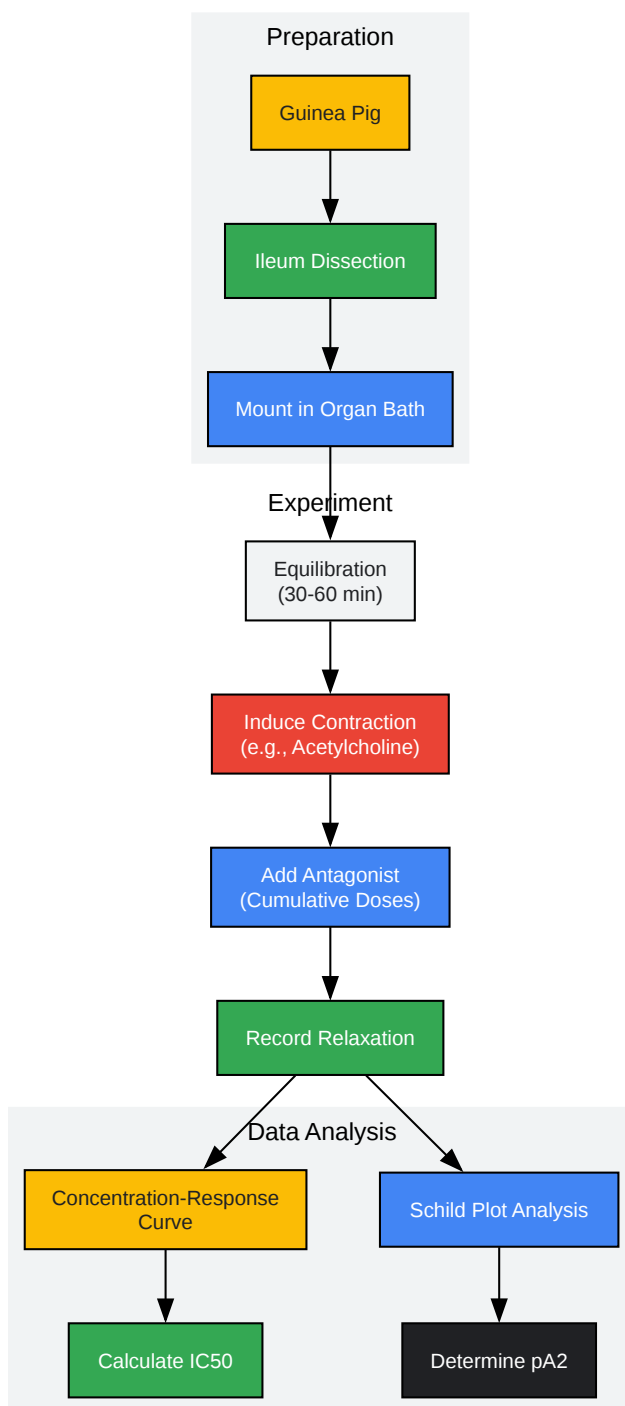 Preparation
Guinea Pig
Ileum Dissection
Mount in Organ Bath
Experiment
Equilibration
(30-60 min)
Induce Contraction
(e.g., Acetylcholine)
Add Antagonist
(Cumulative Doses)
Record Relaxation
Data Analysis
Concentration-Response
Curve
Schild Plot Analysis
Calculate IC50
Determine pA2